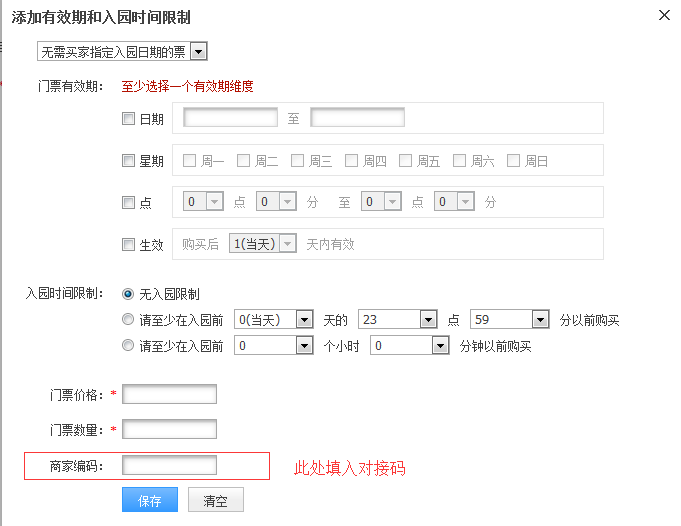 添加有效期和入园时间限制
无需买家指定入园日期的票
门票有效期： 至少选择一个有效期维度
日期 至
星期 周一 周二 周三 周四 周五 周六 周日
点 0 点 0 分 至 0 点 0 分
生效 购买后 1(当天) 天内有效
入园时间限制： 无入园限制
请至少在入园前 0(当天) 天的 23 点 59 分以前购买
请至少在入园前 0 个小时 0 分钟以前购买
门票价格：*
门票数量：*
商家编码： 此处填入对接码
保存 清空